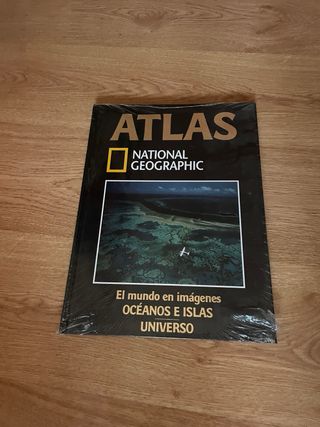 ATLAS
NATIONAL
GEOGRAPHIC
El mundo en imágenes
OCÉANOS E ISLAS
UNIVERSO